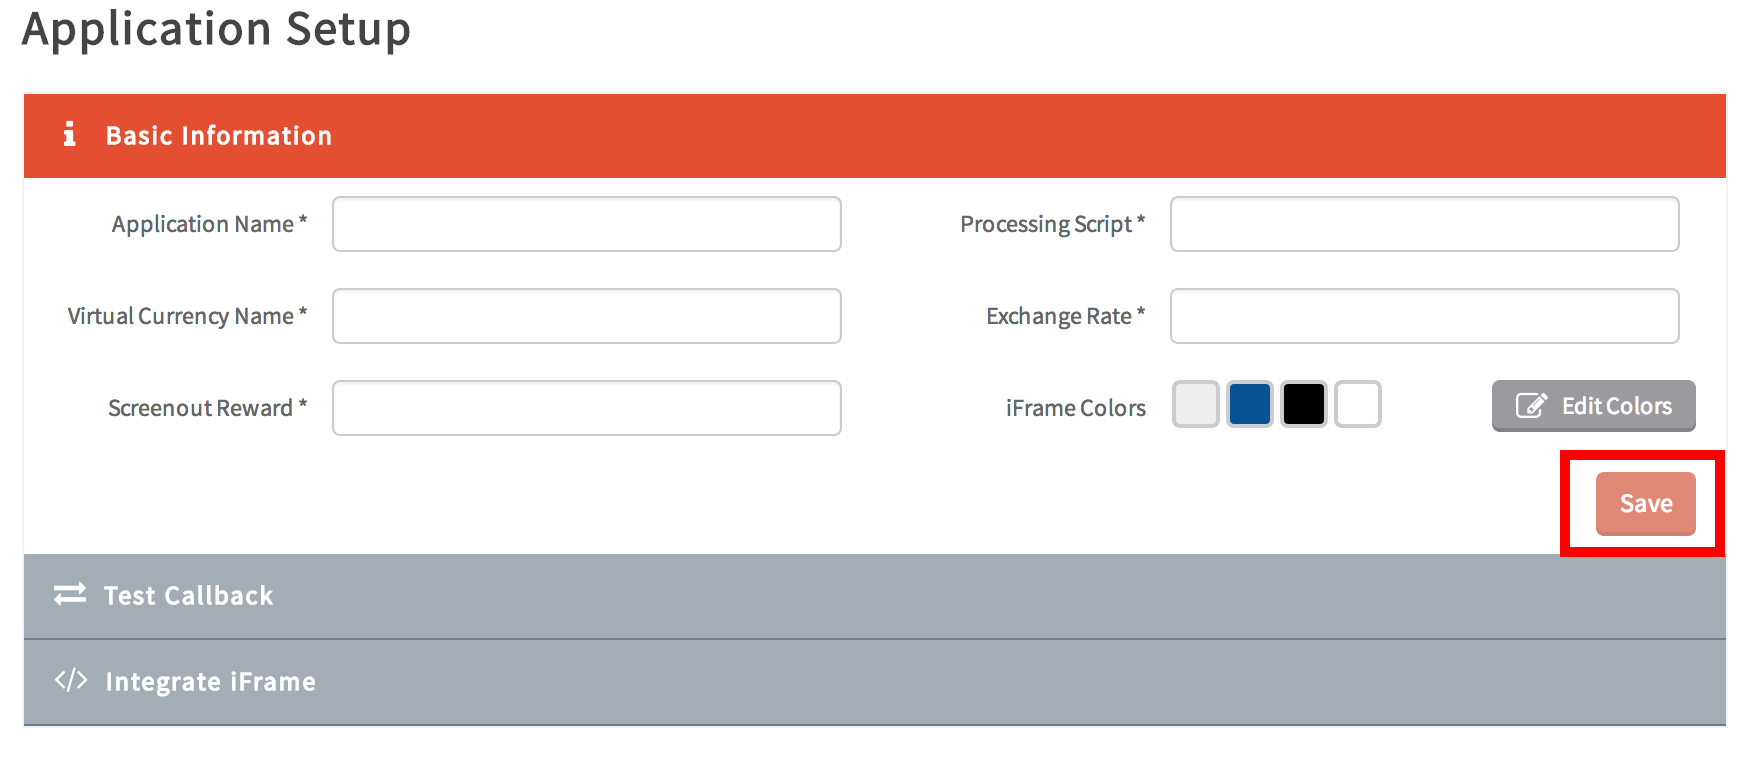 Application Setup
Basic Information
Application Name *
Processing Script *
Virtual Currency Name *
Exchange Rate *
Screenout Reward *
iFrame Colors
Edit Colors
Save
Test Callback
Integrate iFrame